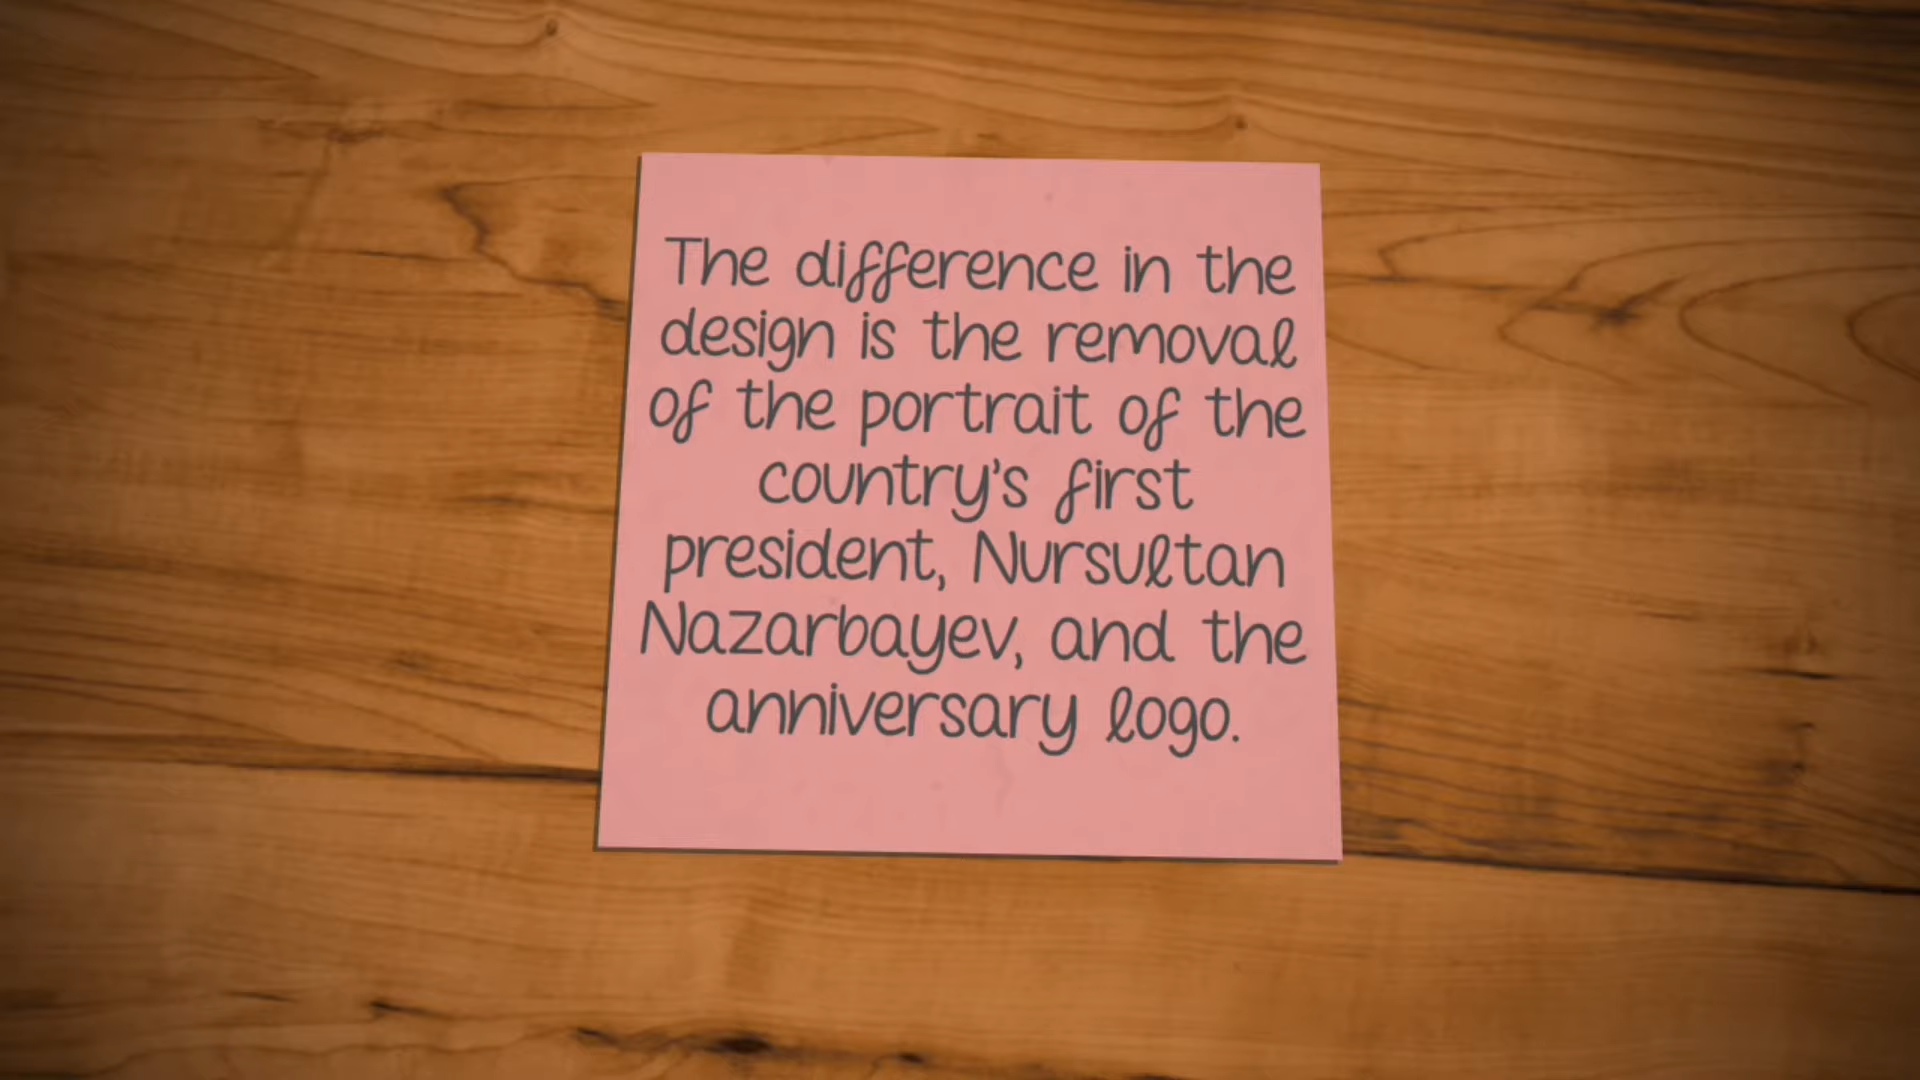 The difference in the
design is the removal
of the portrait of the
country's first
president, Nursultan
Nazarbayev, and the
anniversary logo.